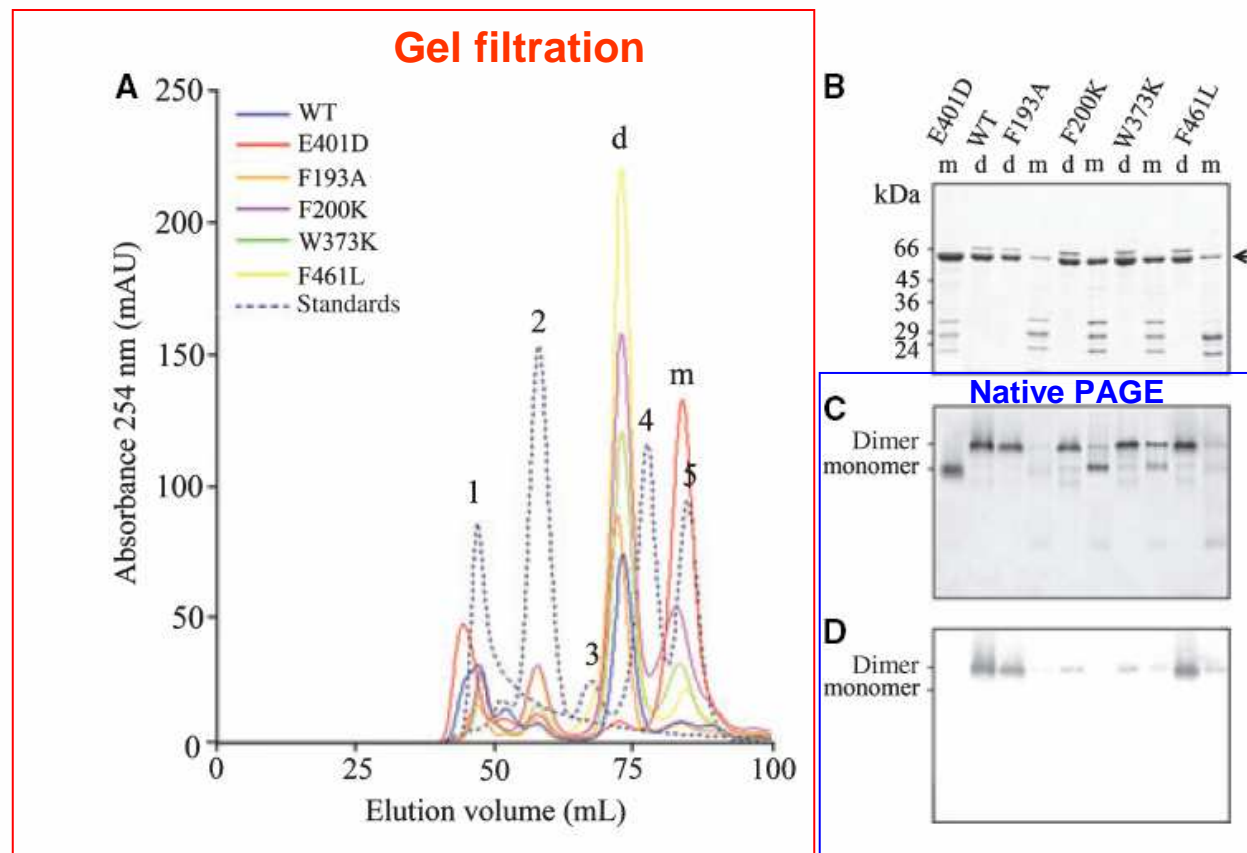 Gel filtration
A
250
200
150
100
50
0
Absorbance 254 nm (mAU)
WT
E401D
F193A
F200K
W373K
F461L
Standards
1
2
3
d
4
m
5
0
25
50
75
100
Elution volume (mL)
B
E401D
WT
F193A
F200K
W373K
F461L
m d d m d m d m d m
kDa
66
45
36
29
24
Native PAGE
C
Dimer
monomer
D
Dimer
monomer